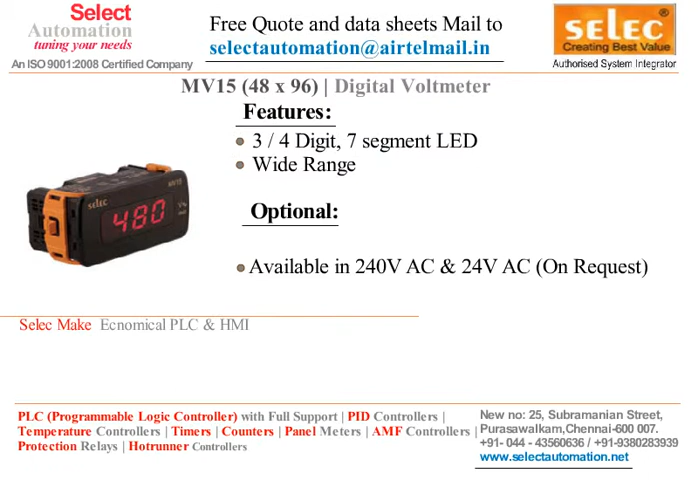 Select
Automation
tuning your needs
An ISO 9001:2008 Certified Company
Free Quote and data sheets Mail to
selectautomation@airtelmail.in
selec®
Creating Best Value
Authorised System Integrator
MV15 (48 x 96) | Digital Voltmeter
Features:
3 / 4 Digit, 7 segment LED
Wide Range
selec
MV15
480
Optional:
Available in 240V AC & 24V AC (On Request)
Selec Make Ecnomical PLC & HMI
PLC (Programmable Logic Controller) with Full Support | PID Controllers |
Temperature Controllers | Timers | Counters | Panel Meters | AMF Controllers |
Protection Relays | Hotrunner Controllers
New no: 25, Subramanian Street,
Purasawalkam,Chennai-600 007.
+91- 044 - 43560636 / +91-9380283939
www.selectautomation.net